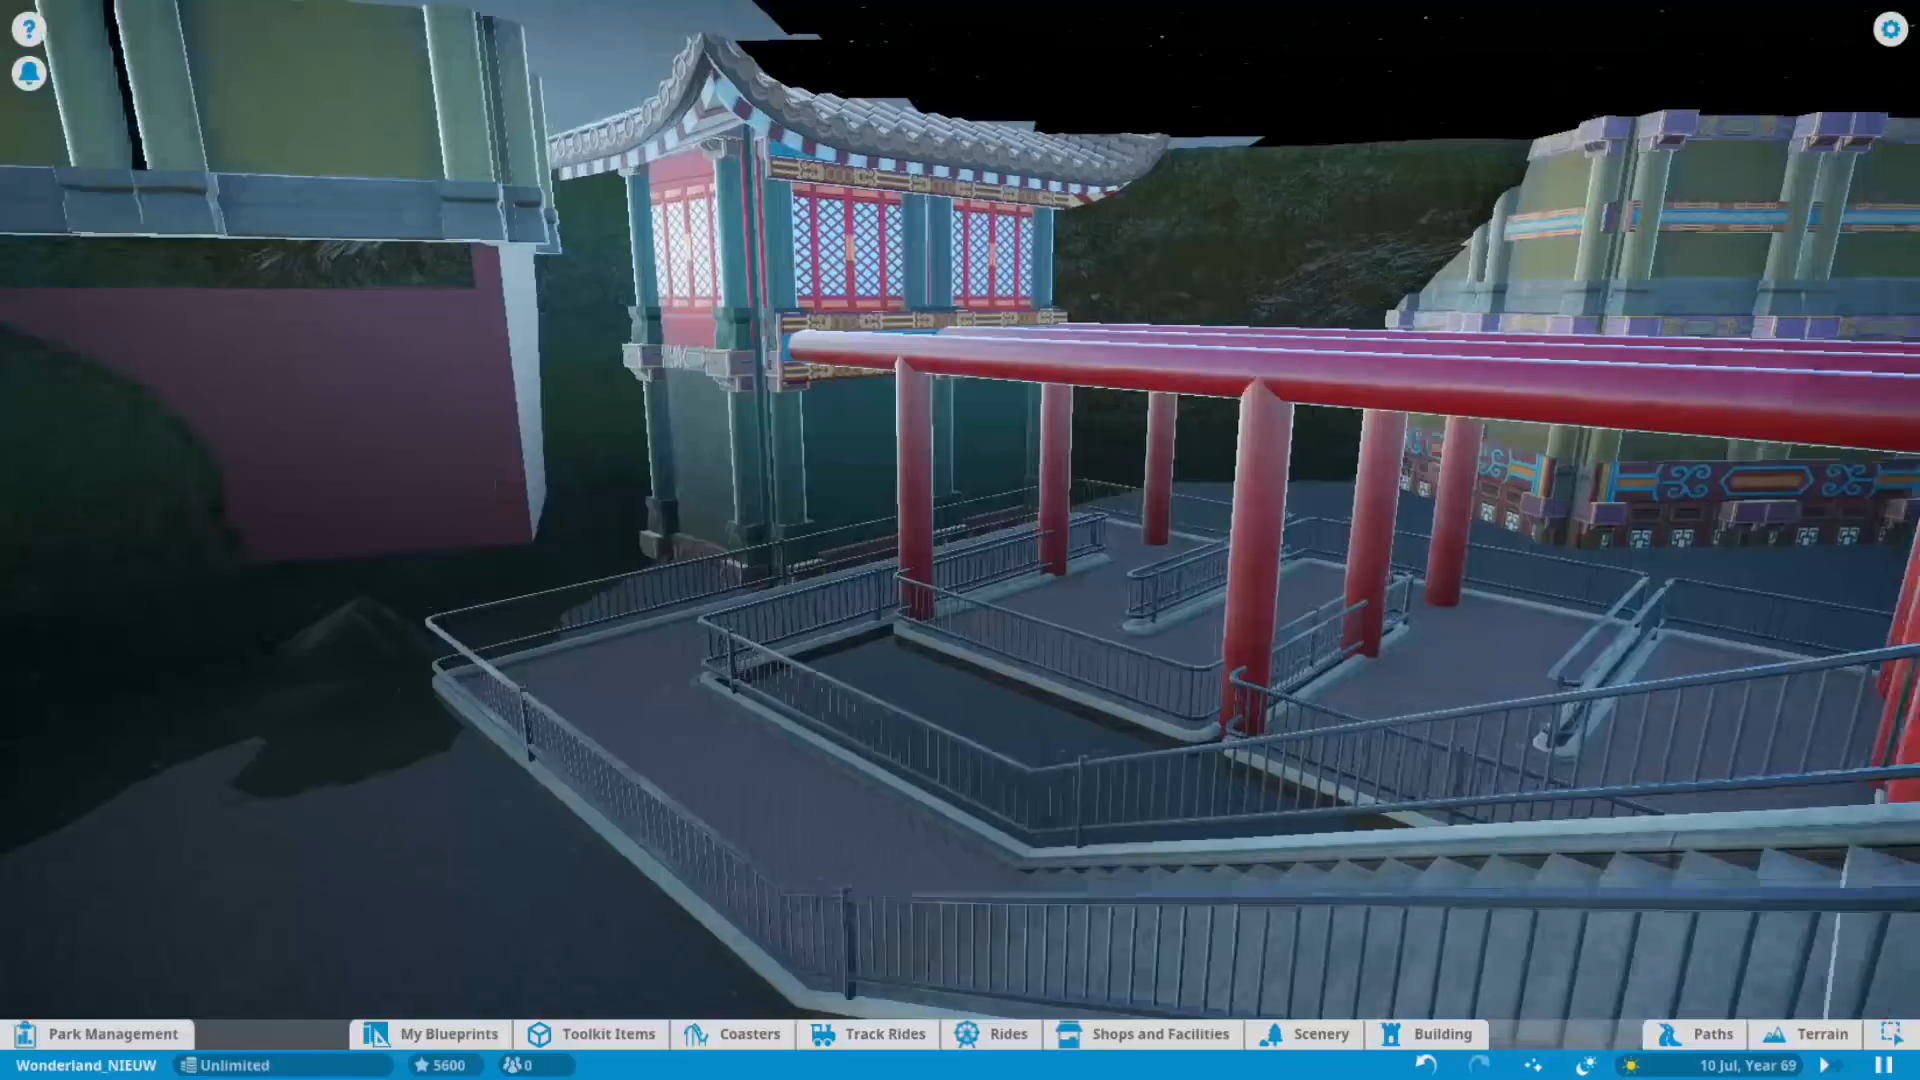 ?
Park Management
My Blueprints
Toolkit Items
Coasters
Track Rides
Rides
Shops and Facilities
Scenery
Building
Paths
Terrain
Wonderland_NIEUW
Unlimited
5600
0
10 Jul, Year 69